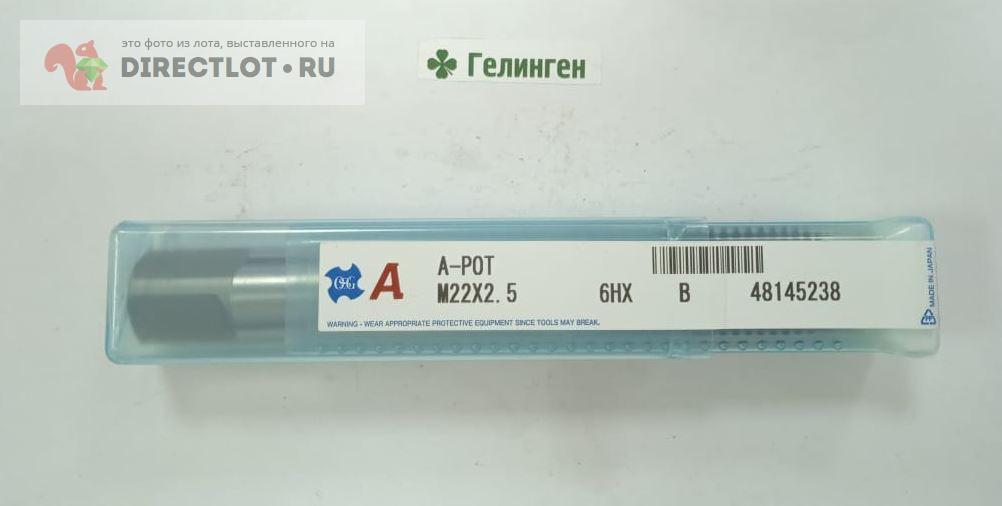 это фото из лота, выставленного на
DIRECTLOT•RU
Гелинген
OSG A
A-POT
M22X2.5 6HX B 48145238
WARNING - WEAR APPROPRIATE PROTECTIVE EQUIPMENT SINCE TOOLS MAY BREAK.
MADE IN JAPAN